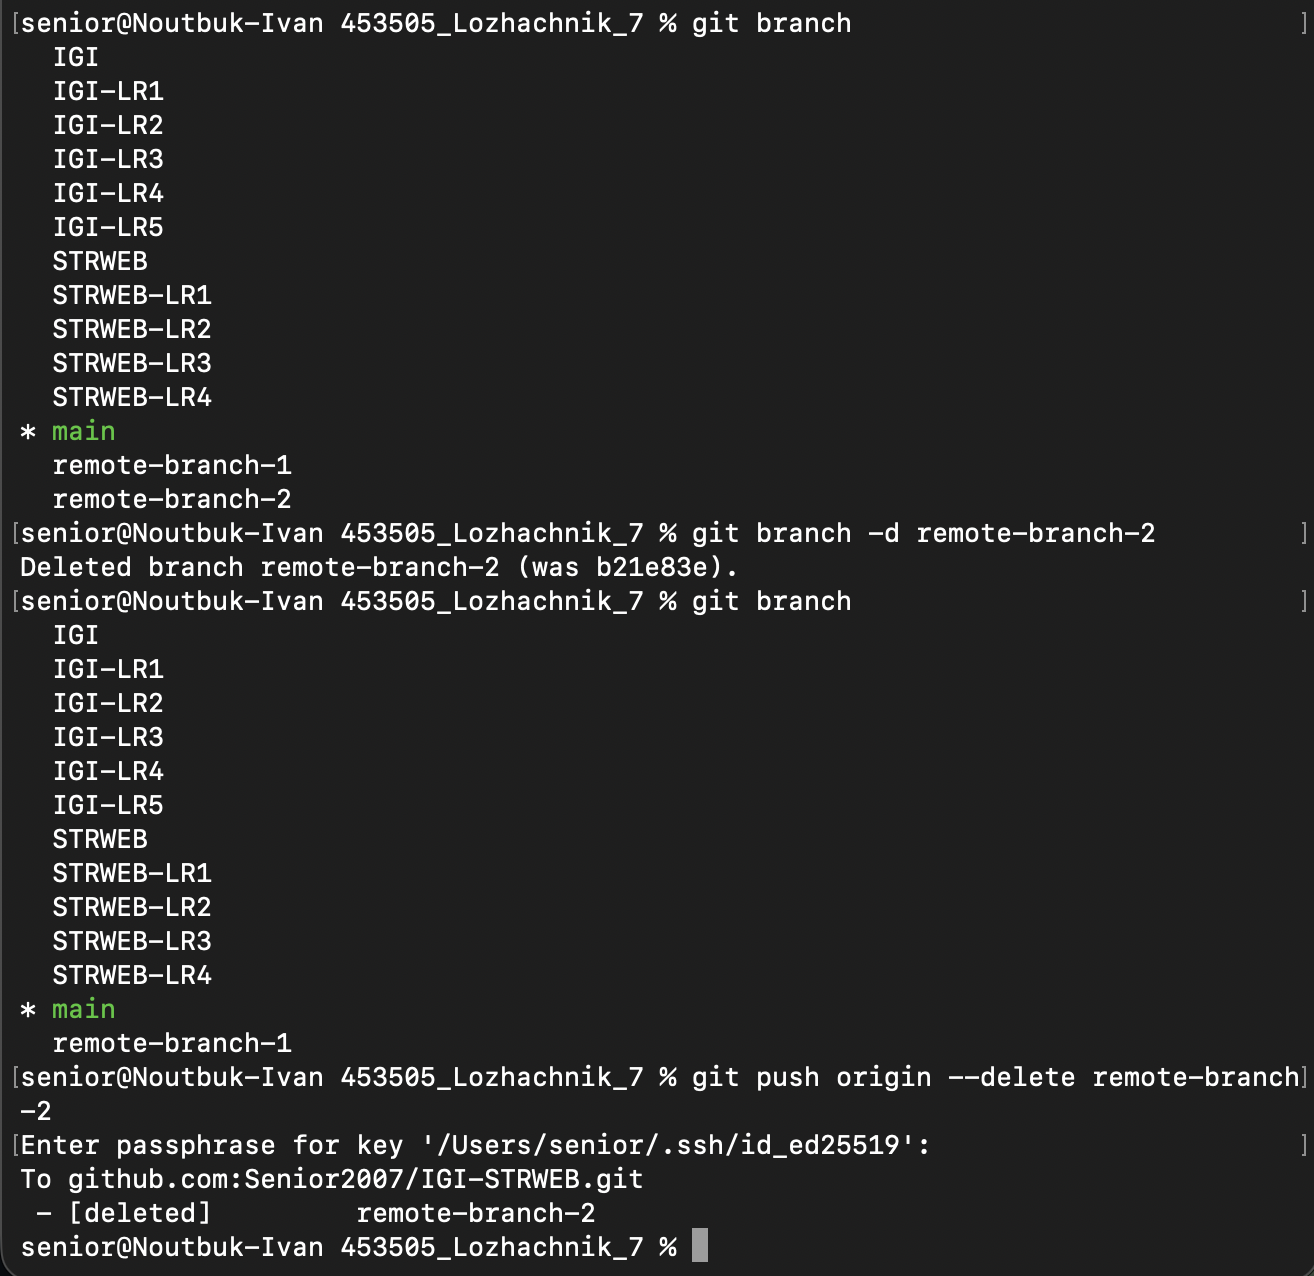 [senior@Noutbuk-Ivan 453505_Lozhachnik_7 % git branch ]
IGI
IGI-LR1
IGI-LR2
IGI-LR3
IGI-LR4
IGI-LR5
STRWEB
STRWEB-LR1
STRWEB-LR2
STRWEB-LR3
STRWEB-LR4
* main
remote-branch-1
remote-branch-2
[senior@Noutbuk-Ivan 453505_Lozhachnik_7 % git branch -d remote-branch-2 ]
Deleted branch remote-branch-2 (was b21e83e).
[senior@Noutbuk-Ivan 453505_Lozhachnik_7 % git branch ]
IGI
IGI-LR1
IGI-LR2
IGI-LR3
IGI-LR4
IGI-LR5
STRWEB
STRWEB-LR1
STRWEB-LR2
STRWEB-LR3
STRWEB-LR4
* main
remote-branch-1
[senior@Noutbuk-Ivan 453505_Lozhachnik_7 % git push origin --delete remote-branch]
-2
[Enter passphrase for key '/Users/senior/.ssh/id_ed25519': ]
To github.com:Senior2007/IGI-STRWEB.git
- [deleted] remote-branch-2
senior@Noutbuk-Ivan 453505_Lozhachnik_7 %